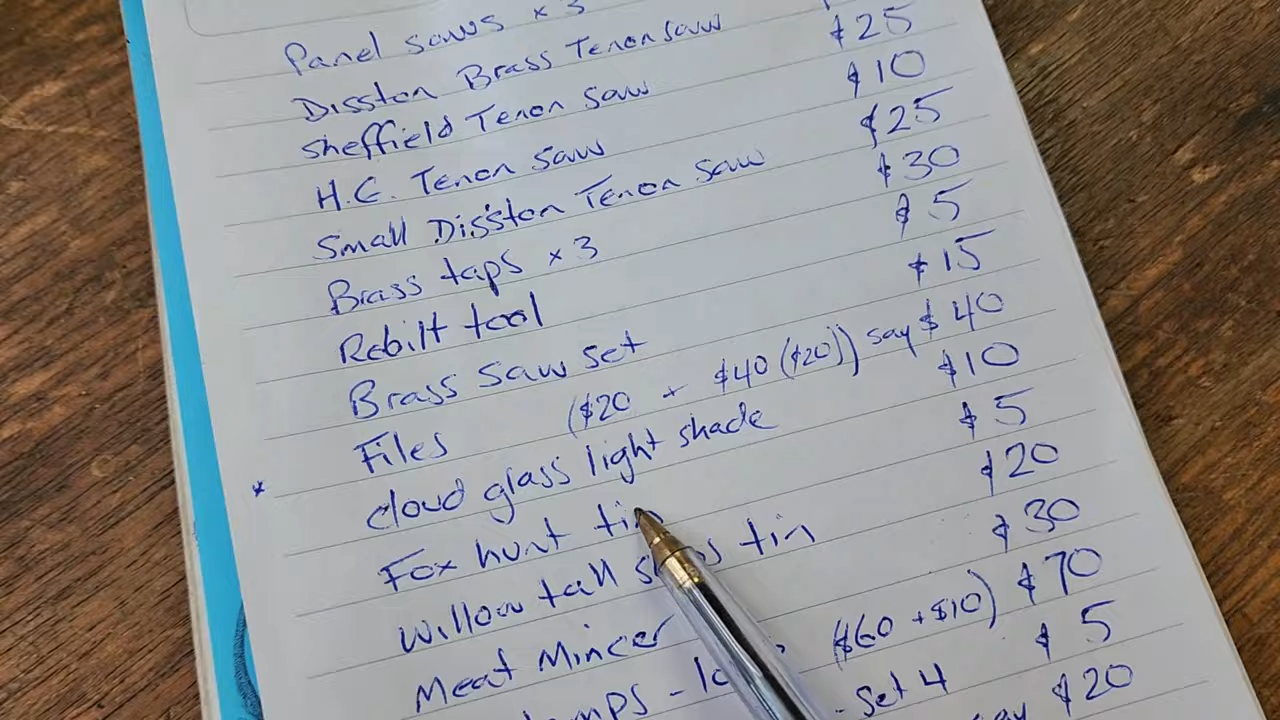 Panel saws x 3
Disston Brass Tenon saw
Sheffield Tenon saw $25
H.G. Tenon saw $10
Small Disston Tenon saw $25
Brass taps x 3 $30
Rebilt tool $5
Brass saw set $15
Files ($20 + $40 ($20)) say $40
* cloud glass light shade $10
Fox hunt tin $5
Willow tall tin $20
Meat Mincer $30
($60 + $10) $70
- Set 4 $5
say $20